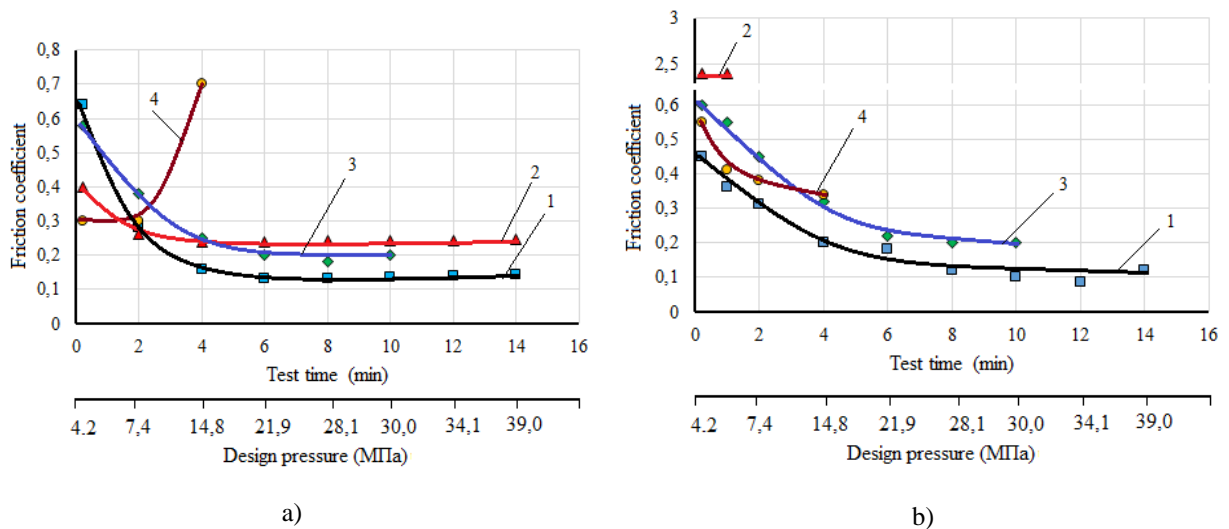 0,8
0,7
0,6
0,5
0,4
0,3
0,2
0,1
0
Friction coefficient
4
3
2
1
0 2 4 6 8 10 12 14 16
Test time (min)
4.2 7,4 14,8 21,9 28,1 30,0 34,1 39,0
Design pressure (МПа)
a)
3
2,5
0,6
0,5
0,4
0,3
0,2
0,1
0
Friction coefficient
2
4
3
1
0 2 4 6 8 10 12 14 16
Test time (min)
4.2 7,4 14,8 21,9 28,1 30,0 34,1 39,0
Design pressure (МПа)
b)